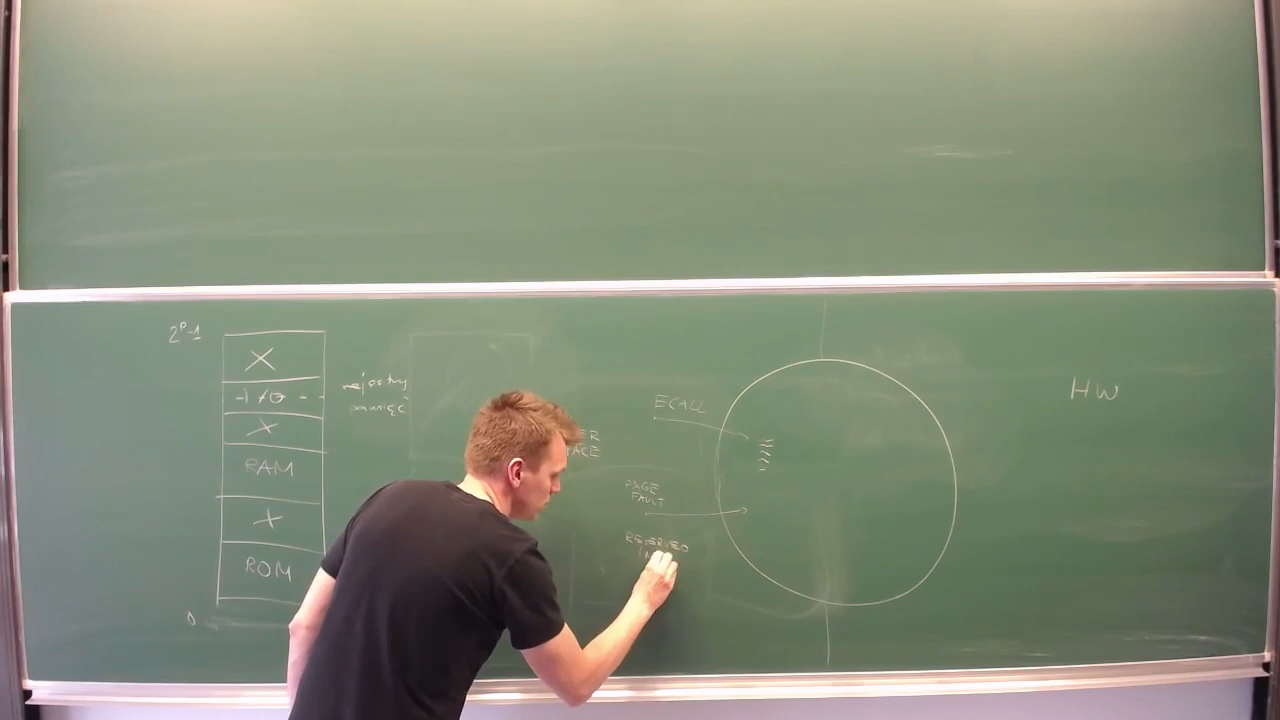 2^P-1
X
I/O
X
RAM
X
ROM
0
rejestry
pamięć
ECALL
PAGE
FAULT
RESERVED
HW